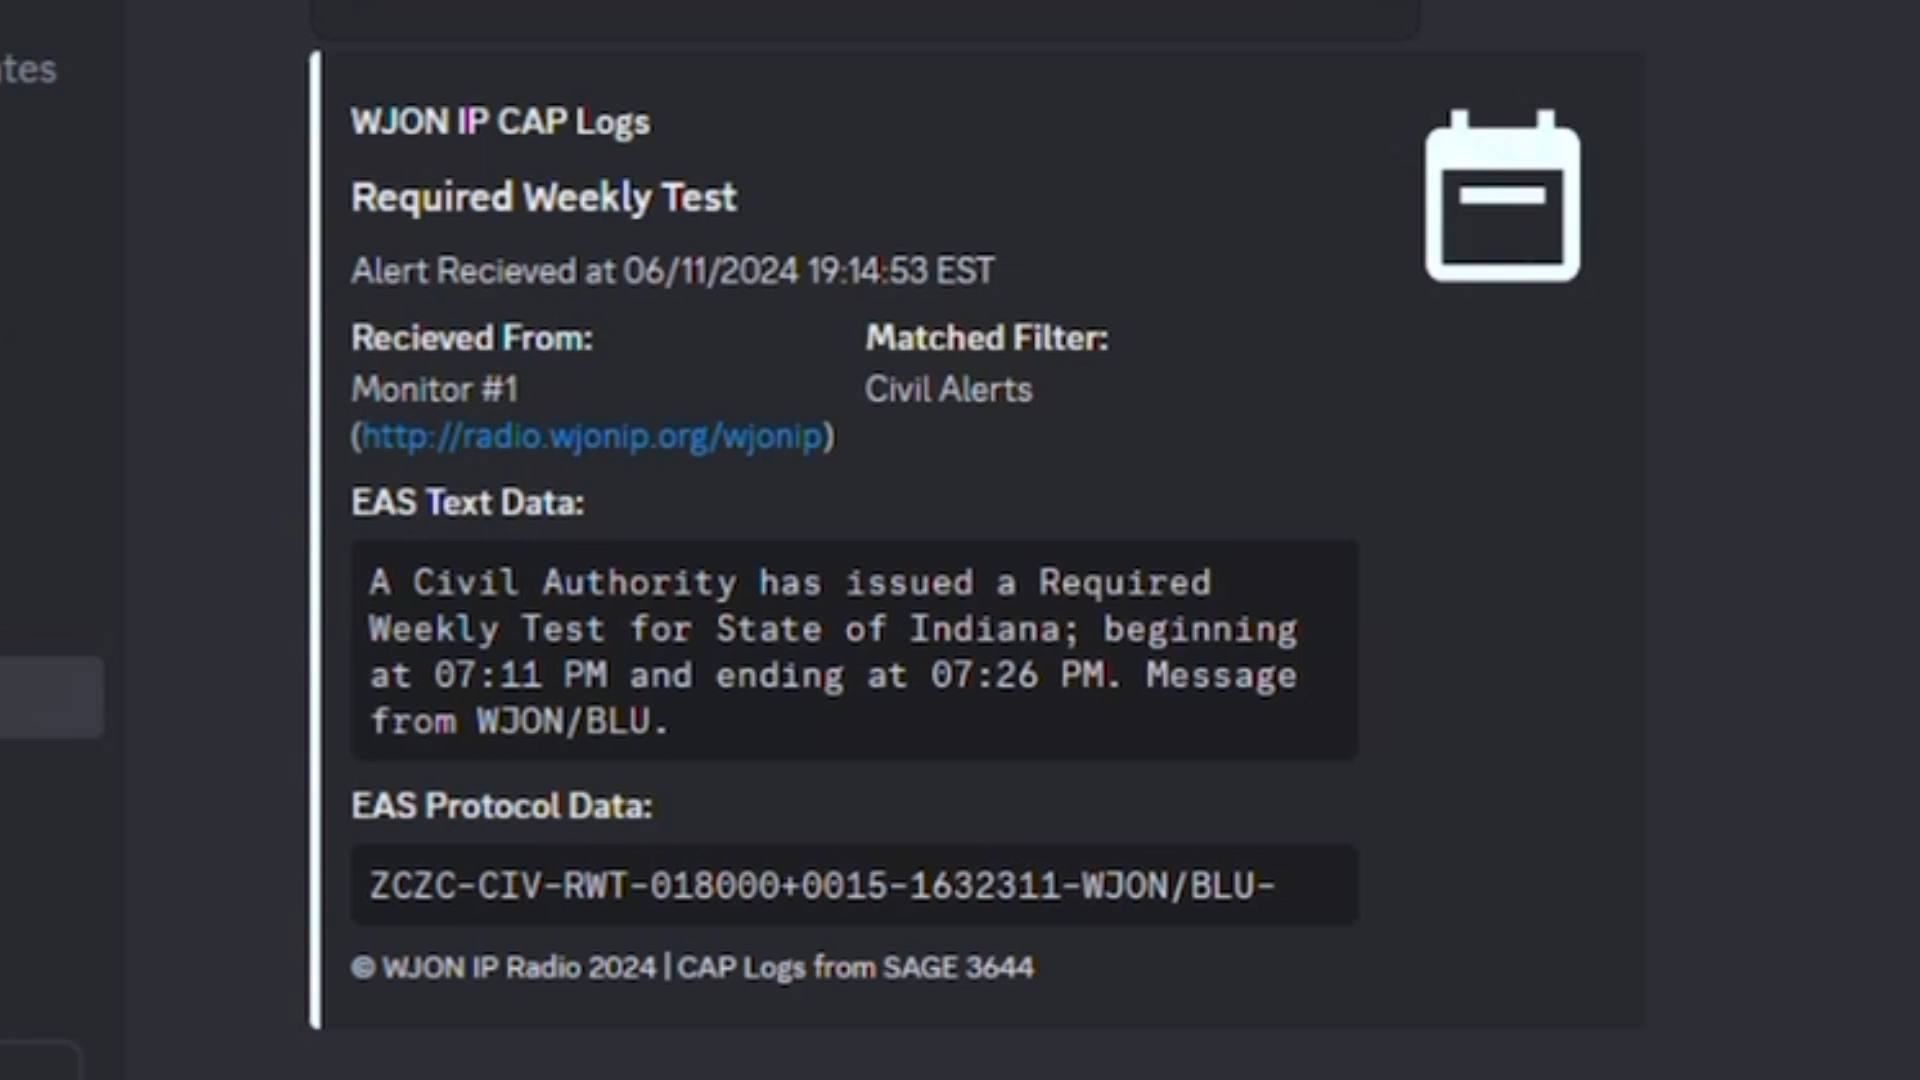 WJON IP CAP Logs
Required Weekly Test
Alert Recieved at 06/11/2024 19:14:53 EST
Recieved From:
Monitor #1
(http://radio.wjonip.org/wjonip)
Matched Filter:
Civil Alerts
EAS Text Data:
A Civil Authority has issued a Required
Weekly Test for State of Indiana; beginning
at 07:11 PM and ending at 07:26 PM. Message
from WJON/BLU.
EAS Protocol Data:
ZCZC-CIV-RWT-018000+0015-1632311-WJON/BLU-
© WJON IP Radio 2024 | CAP Logs from SAGE 3644